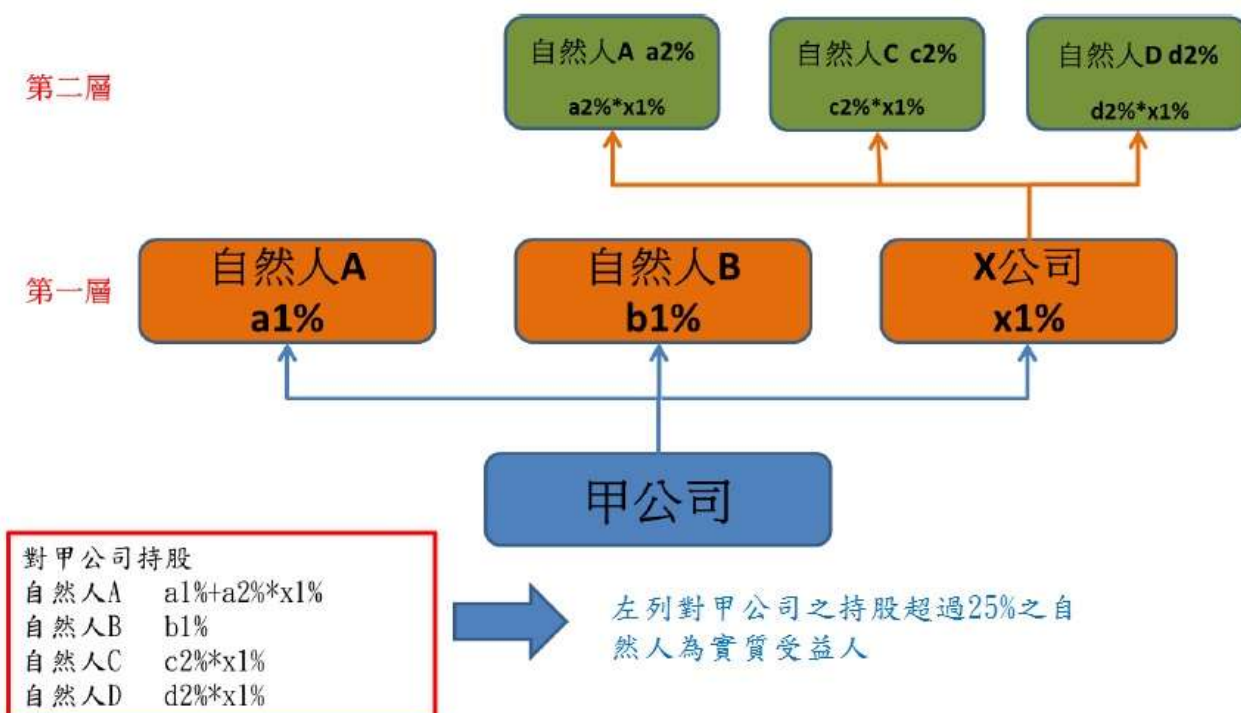 第二層
自然人A a2%
a2%*x1%
自然人C c2%
c2%*x1%
自然人D d2%
d2%*x1%
第一層
自然人A
a1%
自然人B
b1%
X公司
x1%
甲公司
對甲公司持股
自然人A a1%+a2%*x1%
自然人B b1%
自然人C c2%*x1%
自然人D d2%*x1%
左列對甲公司之持股超過25%之自
然人為實質受益人